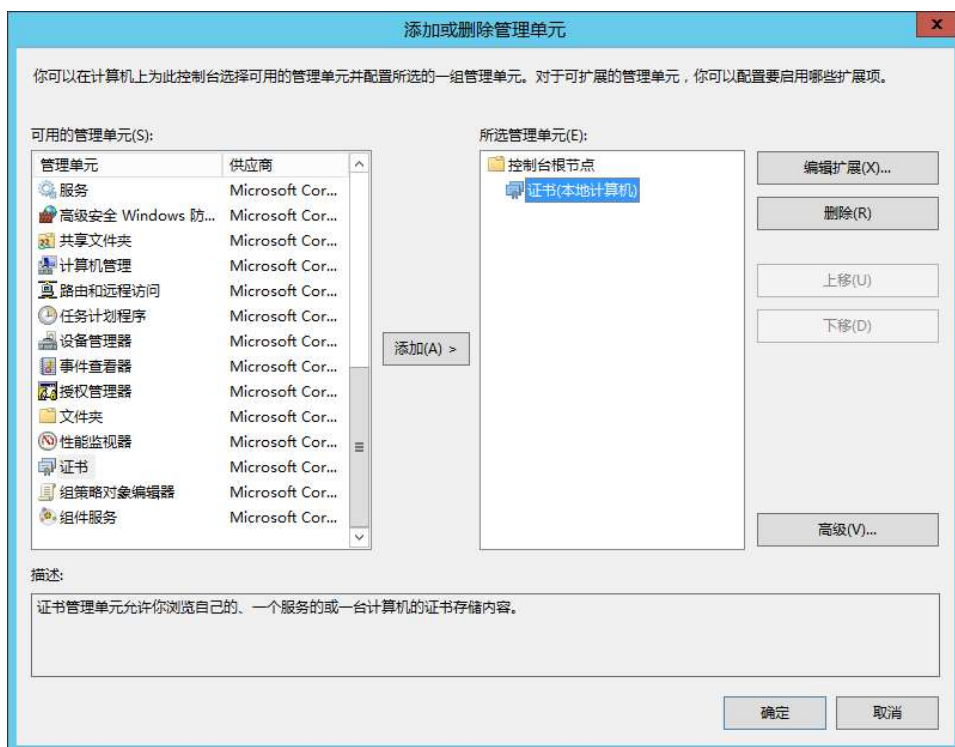 添加或删除管理单元
x
你可以在计算机上为此控制台选择可用的管理单元并配置所选的一组管理单元。对于可扩展的管理单元，你可以配置要启用哪些扩展项。
可用的管理单元(S):
管理单元 供应商
服务 Microsoft Cor...
高级安全 Windows 防... Microsoft Cor...
共享文件夹 Microsoft Cor...
计算机管理 Microsoft Cor...
路由和远程访问 Microsoft Cor...
任务计划程序 Microsoft Cor...
设备管理器 Microsoft Cor...
事件查看器 Microsoft Cor...
授权管理器 Microsoft Cor...
文件夹 Microsoft Cor...
性能监视器 Microsoft Cor...
证书 Microsoft Cor...
组策略对象编辑器 Microsoft Cor...
组件服务 Microsoft Cor...
添加(A) >
所选管理单元(E):
控制台根节点
证书(本地计算机)
编辑扩展(X)...
删除(R)
上移(U)
下移(D)
高级(V)...
描述:
证书管理单元允许你浏览自己的、一个服务的或一台计算机的证书存储内容。
确定
取消